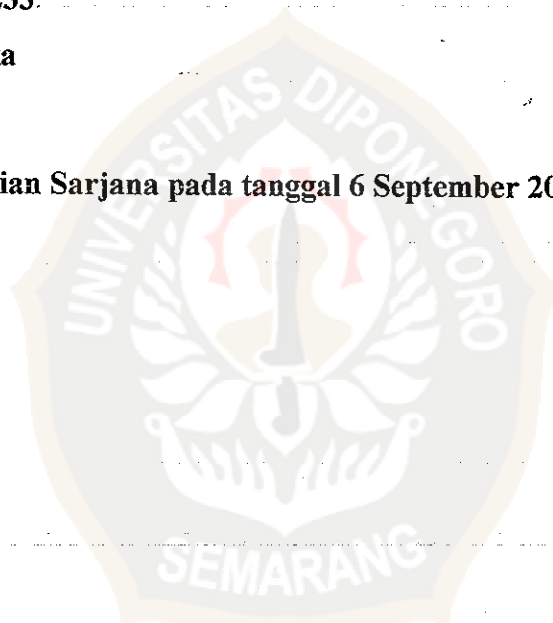 ian Sarjana pada tanggal 6 September 20
UNIVERSITAS DIPONEGORO
SEMARANG